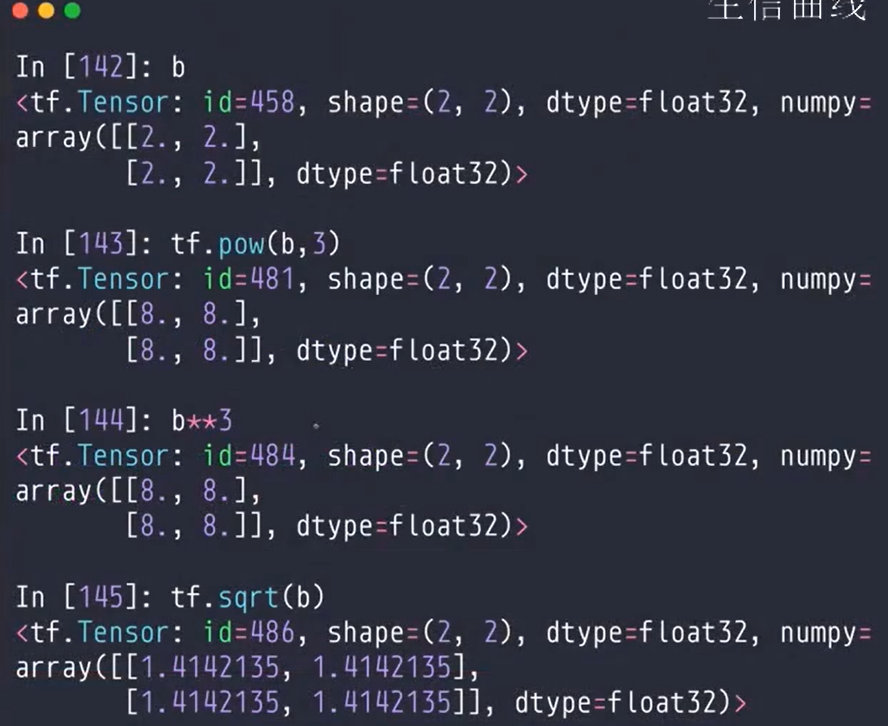 生信曲线
In [142]: b
<tf.Tensor: id=458, shape=(2, 2), dtype=float32, numpy=
array([[2., 2.],
       [2., 2.]], dtype=float32)>
In [143]: tf.pow(b,3)
<tf.Tensor: id=481, shape=(2, 2), dtype=float32, numpy=
array([[8., 8.],
       [8., 8.]], dtype=float32)>
In [144]: b**3
<tf.Tensor: id=484, shape=(2, 2), dtype=float32, numpy=
array([[8., 8.],
       [8., 8.]], dtype=float32)>
In [145]: tf.sqrt(b)
<tf.Tensor: id=486, shape=(2, 2), dtype=float32, numpy=
array([[1.4142135, 1.4142135],
       [1.4142135, 1.4142135]], dtype=float32)>